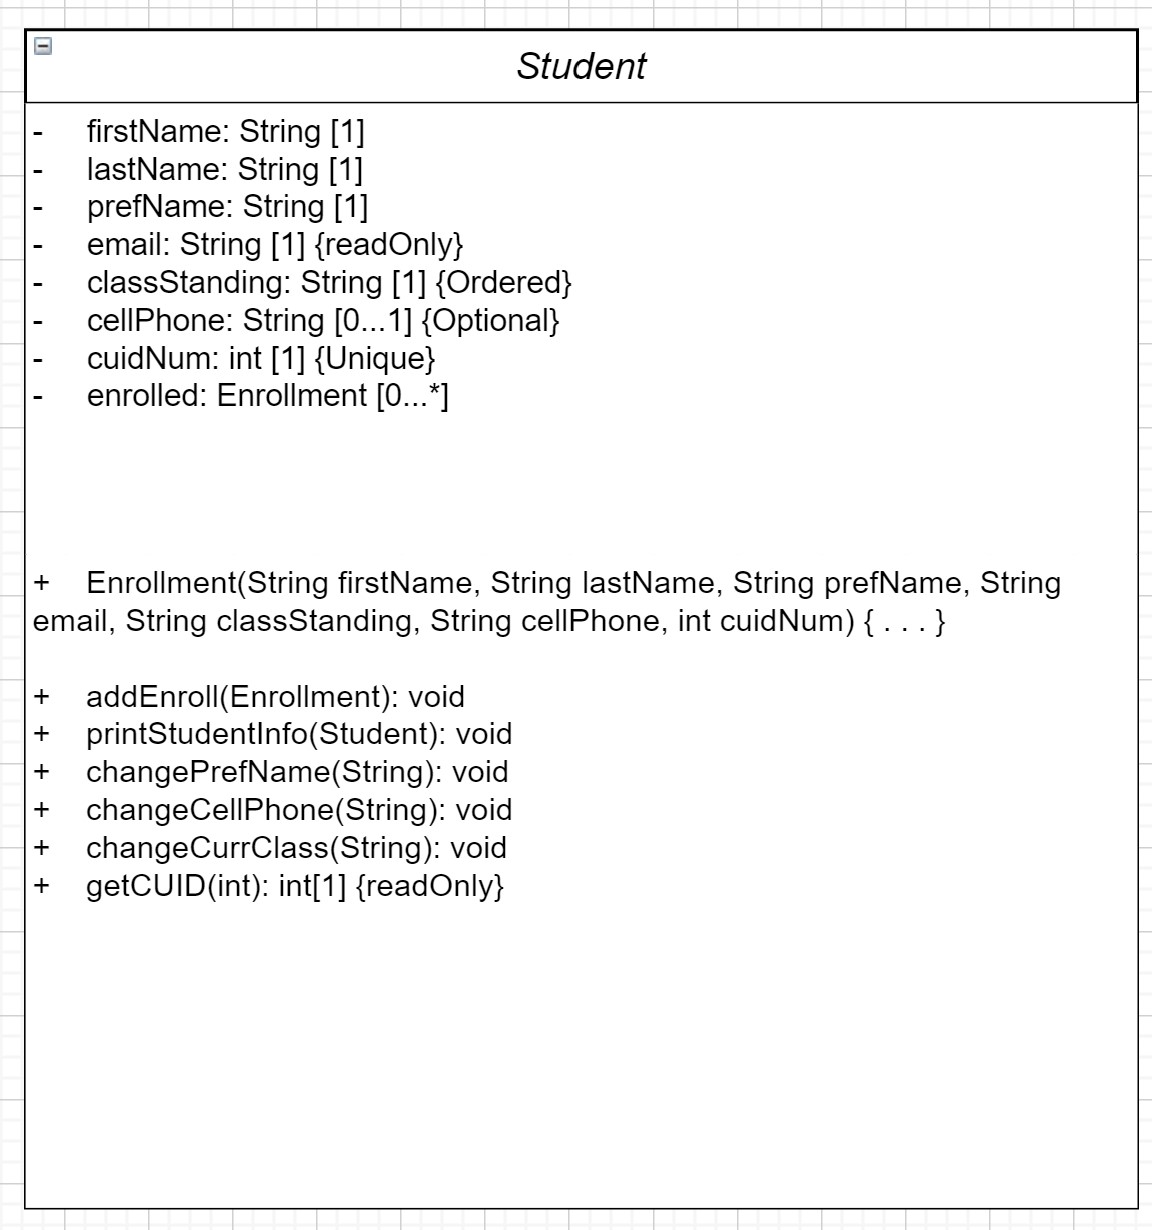 Student
- firstName: String [1]
- lastName: String [1]
- prefName: String [1]
- email: String [1] {readOnly}
- classStanding: String [1] {Ordered}
- cellPhone: String [0...1] {Optional}
- cuidNum: int [1] {Unique}
- enrolled: Enrollment [0...*]
+ Enrollment(String firstName, String lastName, String prefName, String
email, String classStanding, String cellPhone, int cuidNum) { . . . }
+ addEnroll(Enrollment): void
+ printStudentInfo(Student): void
+ changePrefName(String): void
+ changeCellPhone(String): void
+ changeCurrClass(String): void
+ getCUID(int): int[1] {readOnly}